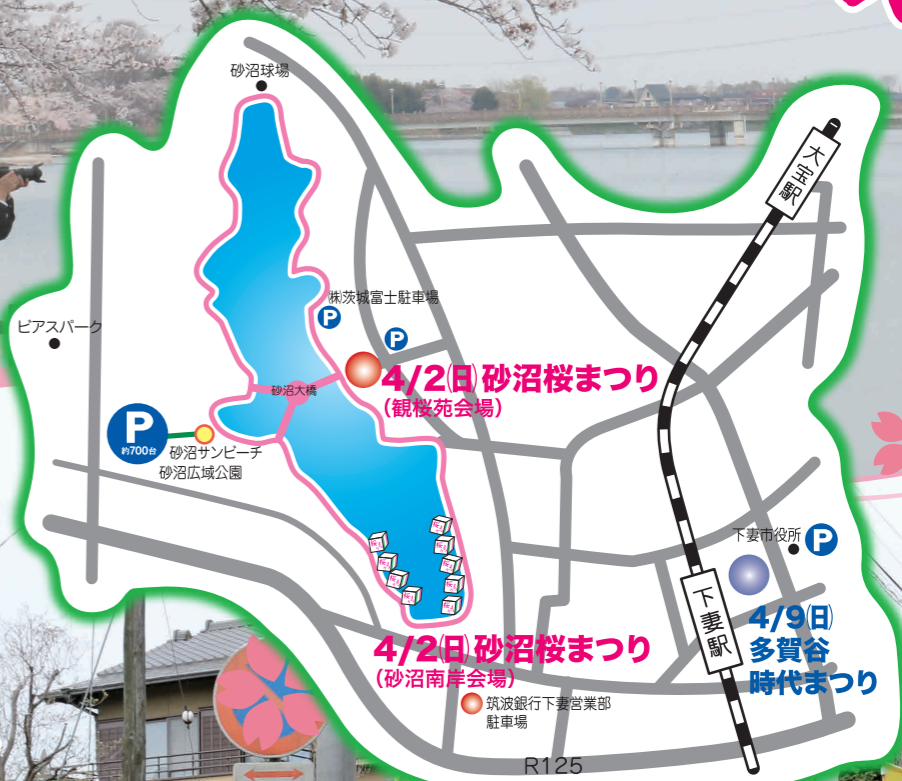 砂沼球場
大宝駅
㈱茨城富士駐車場
P
P
ピアスパーク
4/2㈰砂沼桜まつり
(観桜苑会場)
砂沼大橋
P
約700台
砂沼サンビーチ
砂沼広域公園
下妻市役所
P
下妻駅
4/9㈰
多賀谷
時代まつり
4/2㈰砂沼桜まつり
(砂沼南岸会場)
筑波銀行下妻営業部
駐車場
R125